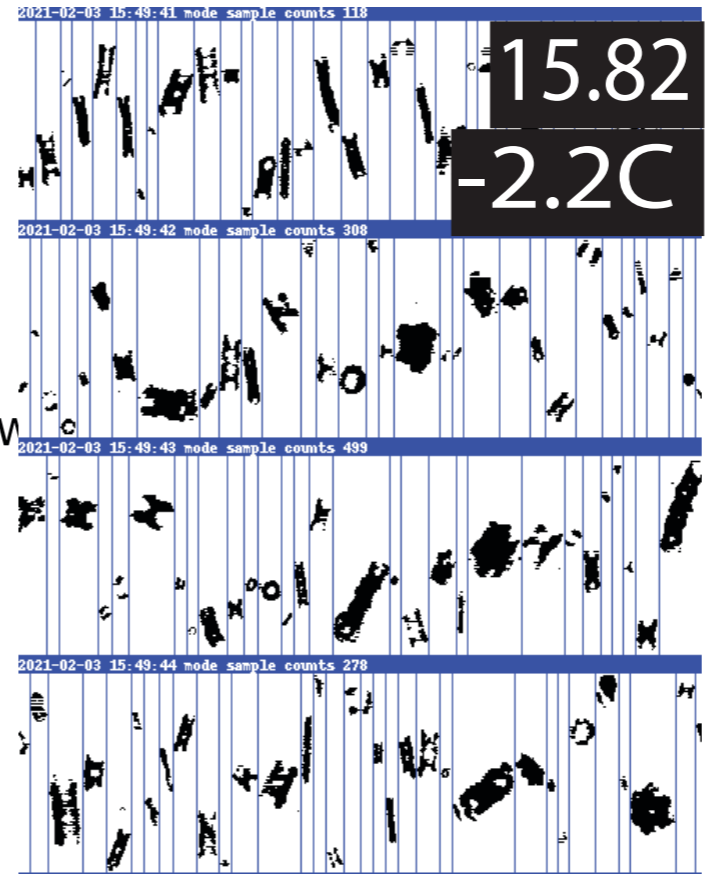 2021-02-03 15:49:41 mode sample counts 118
15.82
-2.2C
2021-02-03 15:49:42 mode sample counts 308
W
2021-02-03 15:49:43 mode sample counts 499
2021-02-03 15:49:44 mode sample counts 278